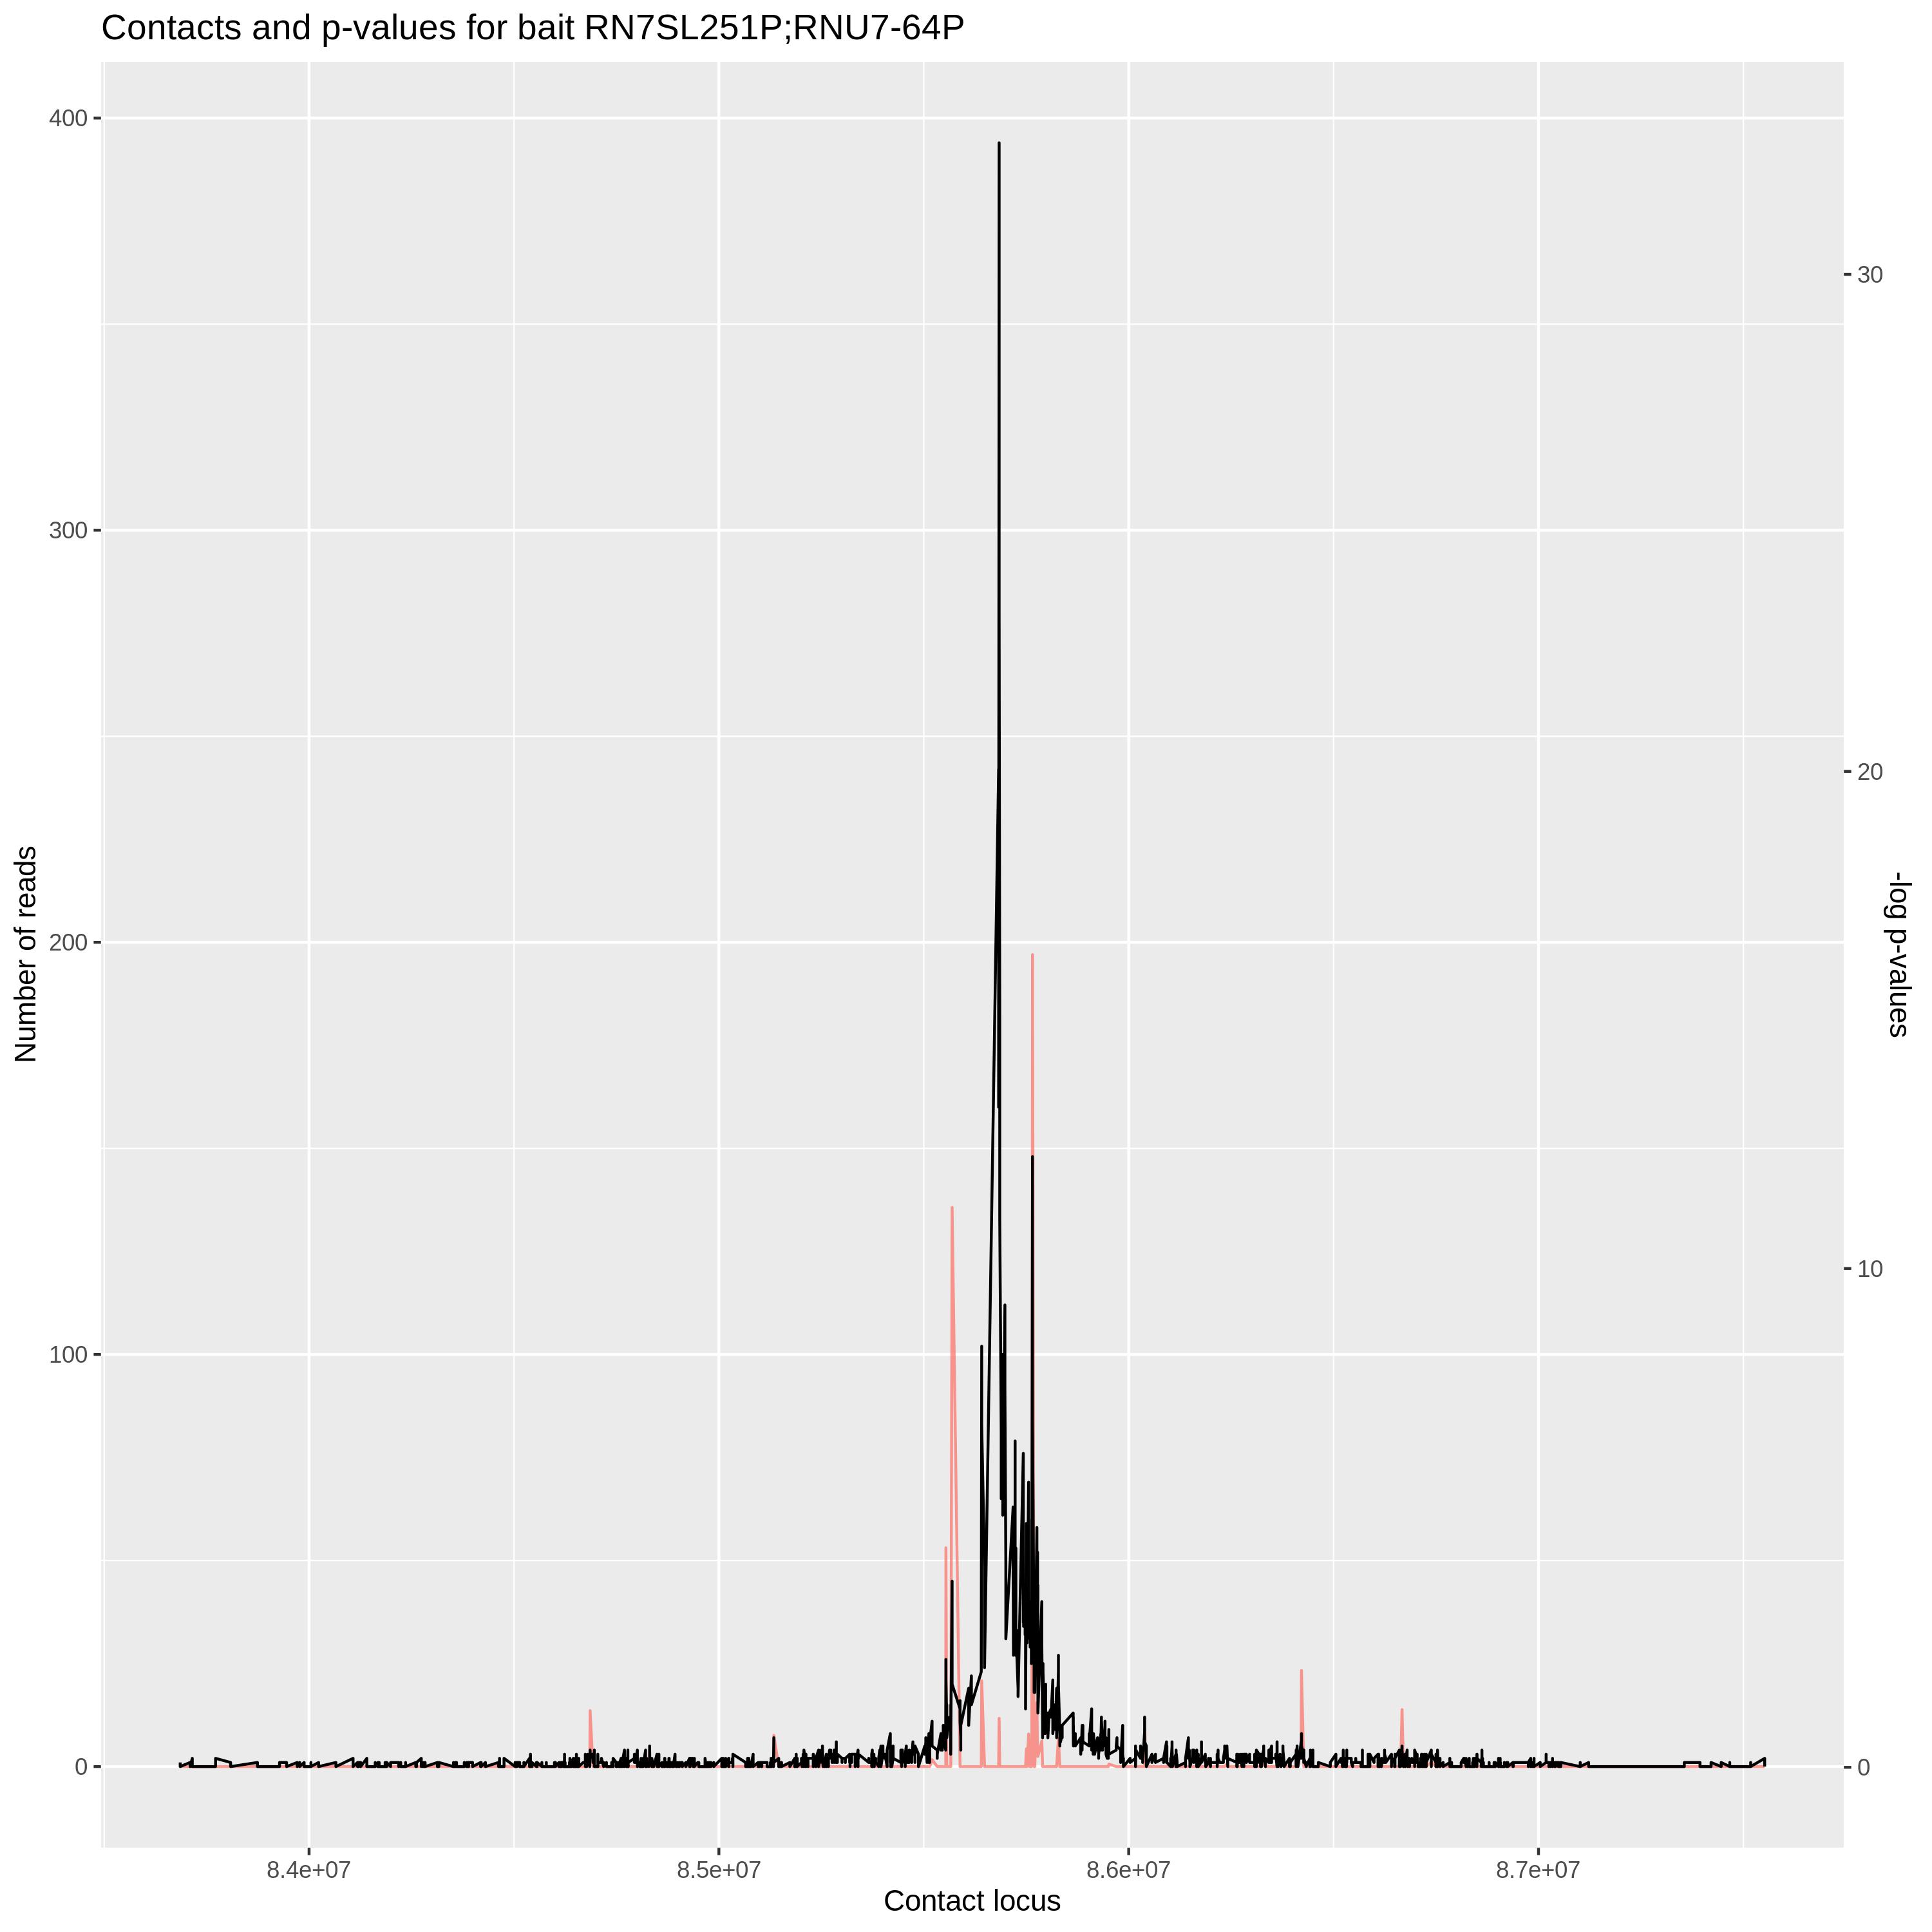 Contacts and p-values for bait RN7SL251P;RNU7-64P
Number of reads
400
300
200
100
0
30
20
10
0
-log p-values
8.4e+07 8.5e+07 8.6e+07 8.7e+07
Contact locus